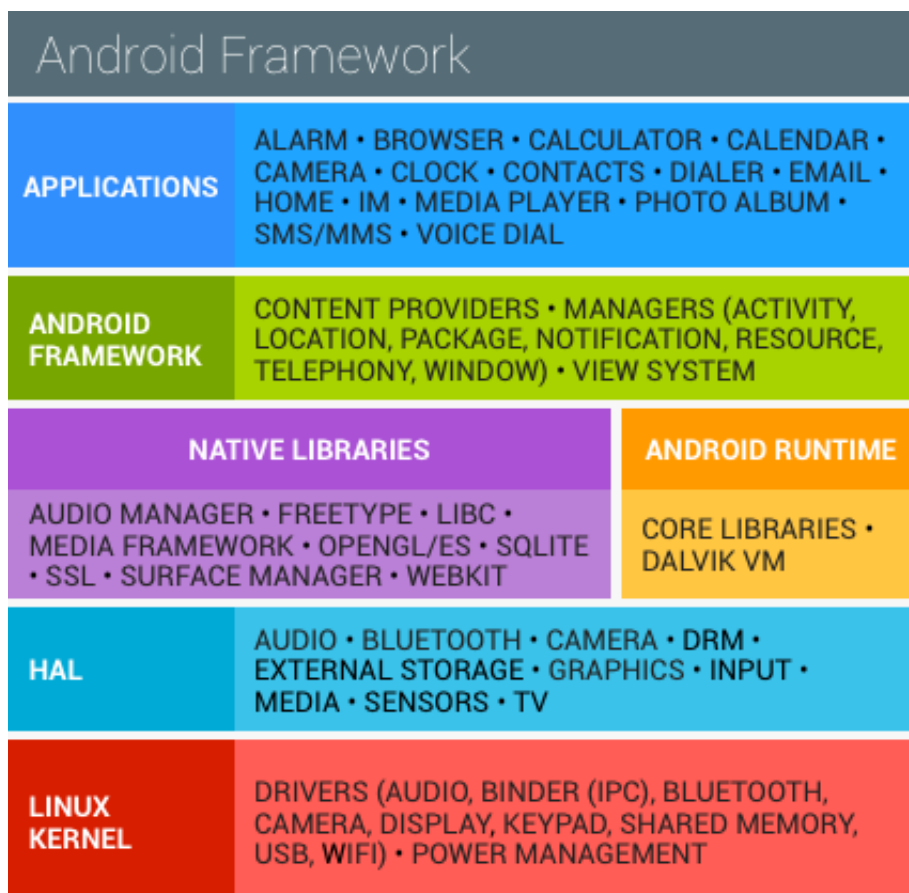 Android Framework
APPLICATIONS
ALARM • BROWSER • CALCULATOR • CALENDAR •
CAMERA • CLOCK • CONTACTS • DIALER • EMAIL •
HOME • IM • MEDIA PLAYER • PHOTO ALBUM •
SMS/MMS • VOICE DIAL
ANDROID
FRAMEWORK
CONTENT PROVIDERS • MANAGERS (ACTIVITY,
LOCATION, PACKAGE, NOTIFICATION, RESOURCE,
TELEPHONY, WINDOW) • VIEW SYSTEM
NATIVE LIBRARIES
AUDIO MANAGER • FREETYPE • LIBC •
MEDIA FRAMEWORK • OPENGL/ES • SQLITE
• SSL • SURFACE MANAGER • WEBKIT
ANDROID RUNTIME
CORE LIBRARIES •
DALVIK VM
HAL
AUDIO • BLUETOOTH • CAMERA • DRM •
EXTERNAL STORAGE • GRAPHICS • INPUT •
MEDIA • SENSORS • TV
LINUX
KERNEL
DRIVERS (AUDIO, BINDER (IPC), BLUETOOTH,
CAMERA, DISPLAY, KEYPAD, SHARED MEMORY,
USB, WIFI) • POWER MANAGEMENT